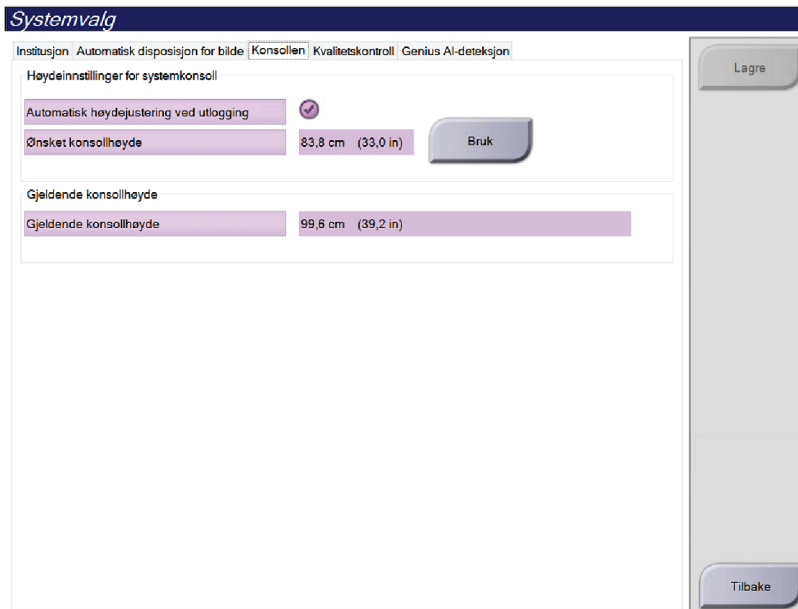 Systemvalg
Institusjon Automatisk disposisjon for bilde Konsollen Kvalitetskontroll Genius AI-deteksjon
Lagre
Høydeinnstillinger for systemkonsoll
Automatisk høydejustering ved utlogging
Ønsket konsollhøyde 83,8 cm (33,0 in) Bruk
Gjeldende konsollhøyde
Gjeldende konsollhøyde 99,6 cm (39,2 in)
Tilbake